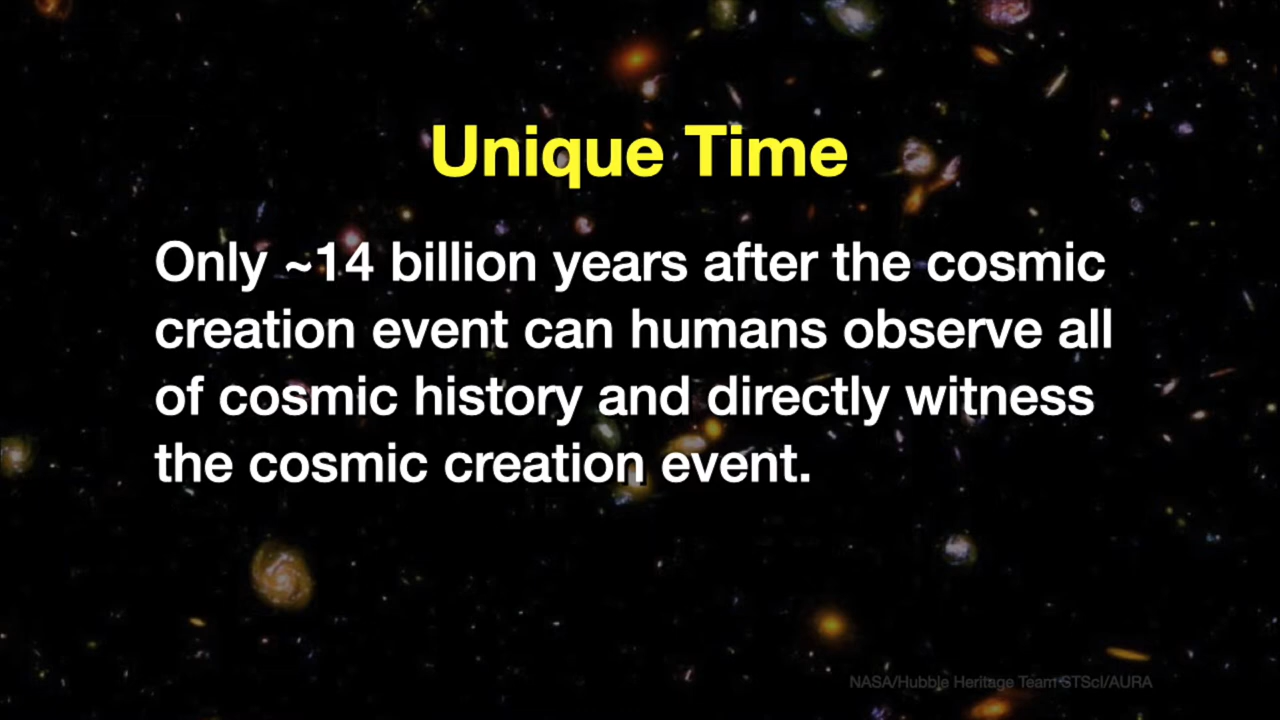 Unique Time
Only ~14 billion years after the cosmic
creation event can humans observe all
of cosmic history and directly witness
the cosmic creation event.
NASA/Hubble Heritage Team STScI/AURA